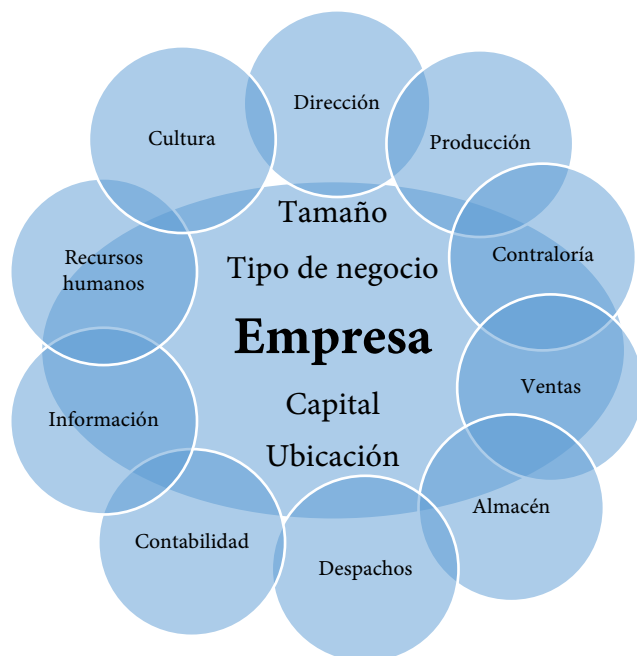 Dirección
Producción
Cultura
Tamaño
Tipo de negocio
Contraloría
Recursos
humanos
Empresa
Ventas
Capital
Información
Ubicación
Almacén
Contabilidad
Despachos